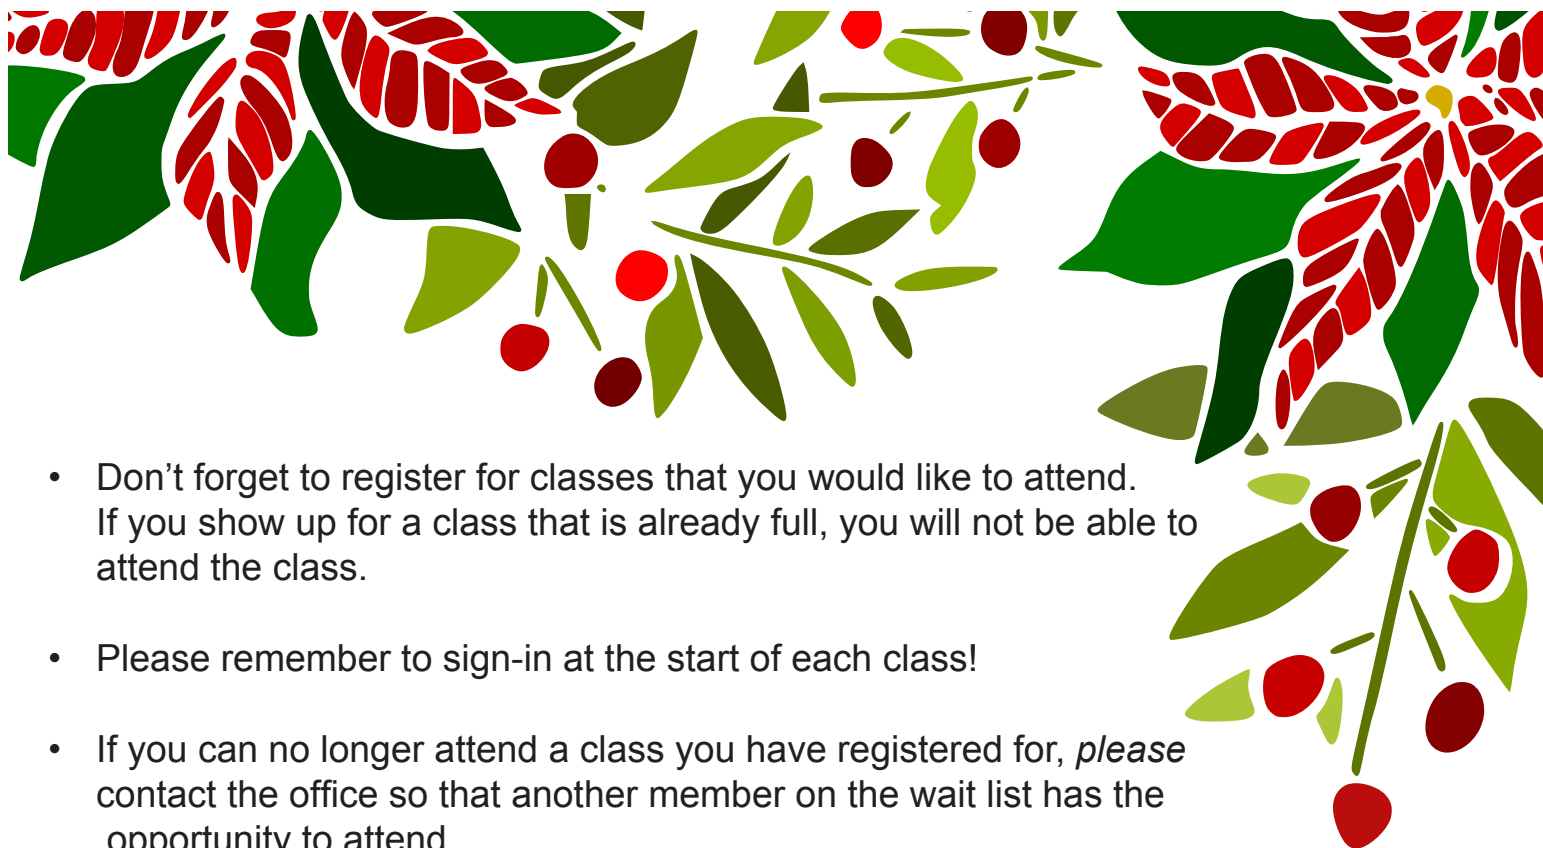 • Don’t forget to register for classes that you would like to attend.
If you show up for a class that is already full, you will not be able to
attend the class.
• Please remember to sign-in at the start of each class!
• If you can no longer attend a class you have registered for, please
contact the office so that another member on the wait list has the
opportunity to attend